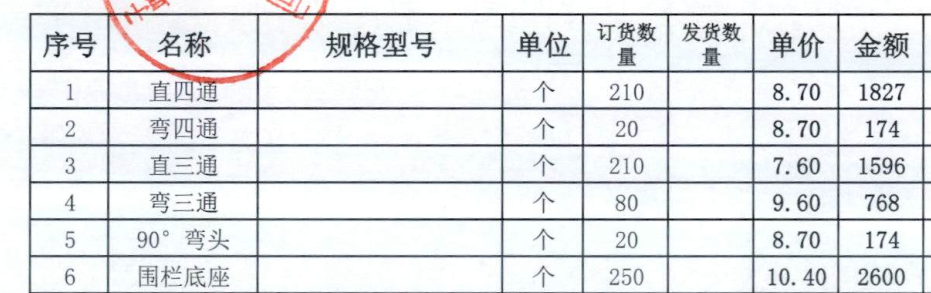 序号 名称 规格型号 单位 订货数量 发货数量 单价 金额
1 直四通 个 210 8.70 1827
2 弯四通 个 20 8.70 174
3 直三通 个 210 7.60 1596
4 弯三通 个 80 9.60 768
5 90° 弯头 个 20 8.70 174
6 围栏底座 个 250 10.40 2600